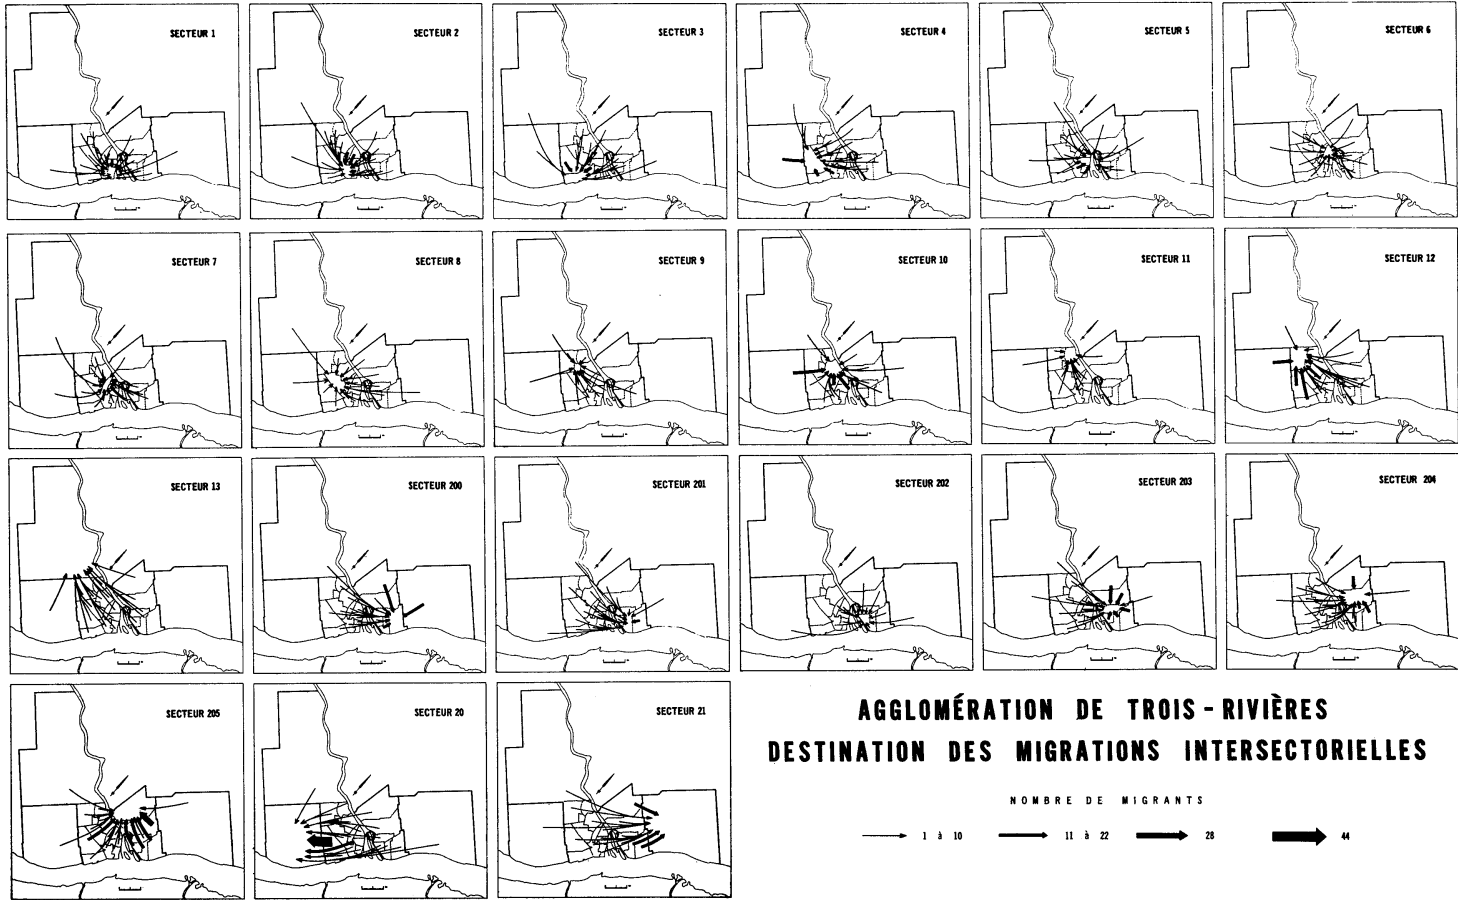 SECTEUR 1
SECTEUR 2
SECTEUR 3
SECTEUR 4
SECTEUR 5
SECTEUR 6
SECTEUR 7
SECTEUR 8
SECTEUR 9
SECTEUR 10
SECTEUR 11
SECTEUR 12
SECTEUR 13
SECTEUR 200
SECTEUR 201
SECTEUR 202
SECTEUR 203
SECTEUR 204
SECTEUR 205
SECTEUR 20
SECTEUR 21
AGGLOMÉRATION DE TROIS-RIVIÈRES
DESTINATION DES MIGRATIONS INTERSECTORIELLES
NOMBRE DE MIGRANTS
1 à 10
11 à 22
28
44